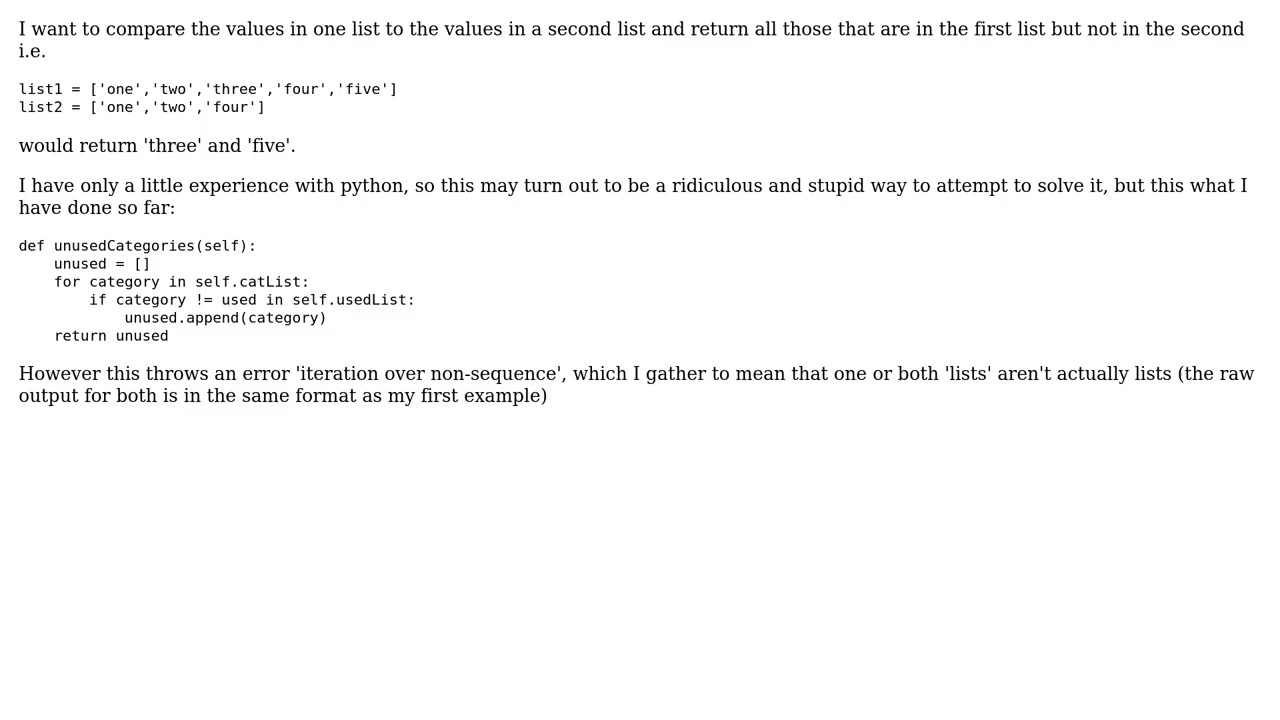 I want to compare the values in one list to the values in a second list and return all those that are in the first list but not in the second
i.e.
list1 = ['one','two','three','four','five']
list2 = ['one','two','four']
would return 'three' and 'five'.
I have only a little experience with python, so this may turn out to be a ridiculous and stupid way to attempt to solve it, but this what I
have done so far:
def unusedCategories(self):
    unused = []
    for category in self.catList:
        if category != used in self.usedList:
            unused.append(category)
    return unused
However this throws an error 'iteration over non-sequence', which I gather to mean that one or both 'lists' aren't actually lists (the raw
output for both is in the same format as my first example)